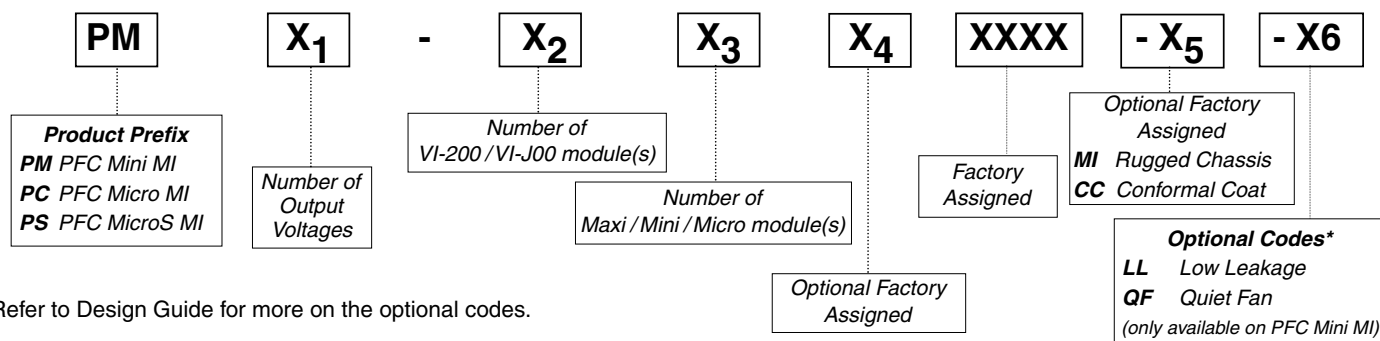 PM X1 - X2 X3 X4 XXXX - X5 - X6
Product Prefix
PM PFC Mini MI
PC PFC Micro MI
PS PFC MicroS MI
Number of
Output
Voltages
Number of
VI-200 / VI-J00 module(s)
Number of
Maxi / Mini / Micro module(s)
Optional Factory
Assigned
Factory
Assigned
Optional Factory
Assigned
MI Rugged Chassis
CC Conformal Coat
Optional Codes*
LL Low Leakage
QF Quiet Fan
(only available on PFC Mini MI)
Refer to Design Guide for more on the optional codes.